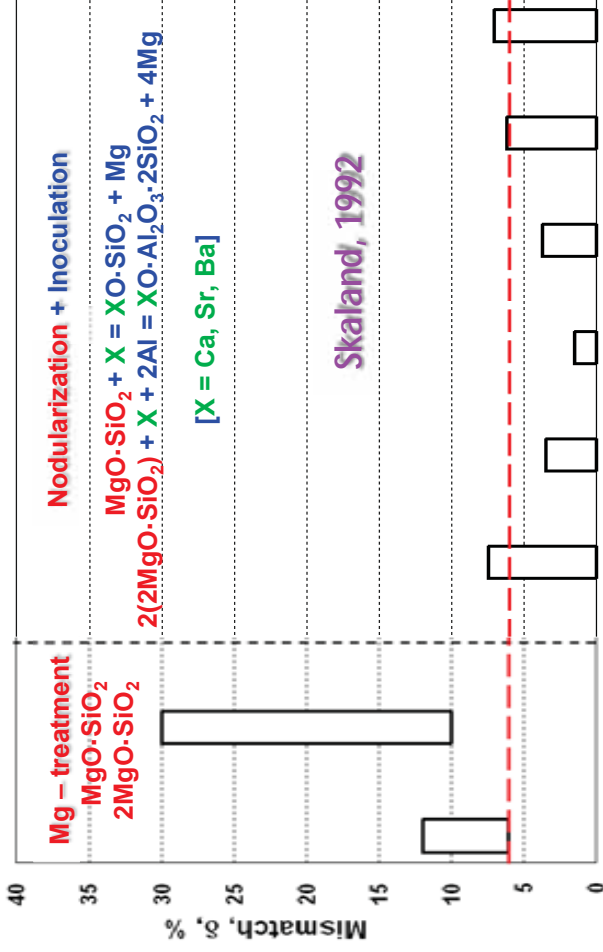 Mg – treatment
MgO·SiO₂
2MgO·SiO₂
Nodularization + Inoculation
MgO·SiO₂ + X = XO·SiO₂ + Mg
2(2MgO·SiO₂) + X + 2Al = XO·Al₂O₃·2SiO₂ + 4Mg
[X = Ca, Sr, Ba]
Skaland, 1992
Mismatch, δ, %
40
35
30
25
20
15
10
5
0